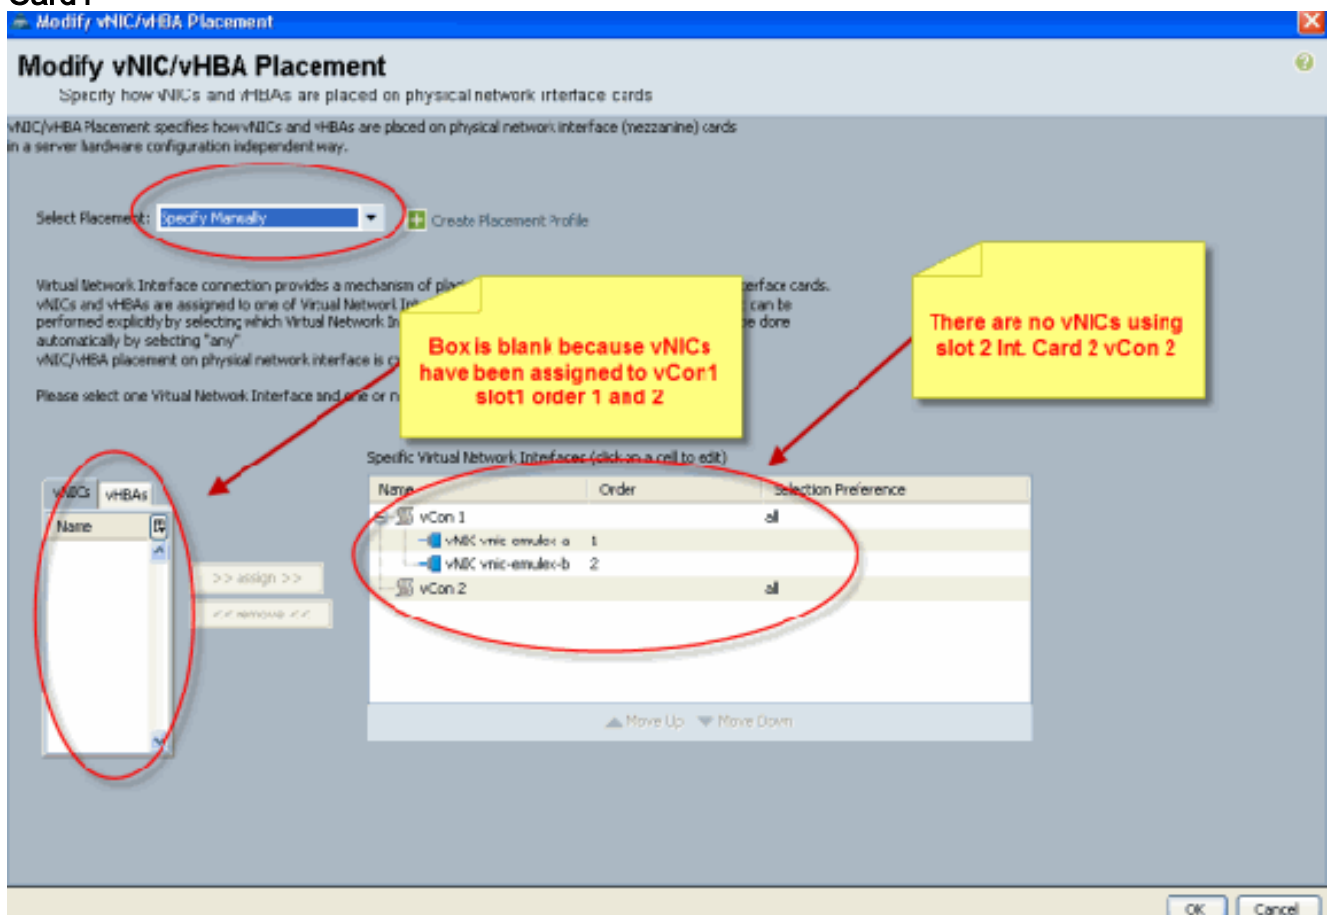 Modify vNIC/vHBA Placement
Modify vNIC/vHBA Placement
Specify how vNICs and vHBAs are placed on physical network interface cards
vNIC/vHBA Placement specifies how vNICs and vHBAs are placed on physical network interface (mezzanine) cards
in a server hardware configuration independent way.
Select Placement: Specify Manually
Create Placement Profile
Virtual Network Interface connection provides a mechanism of erface cards.
vNICs and vHBAs are assigned to one of Virtual Network can be
performed explicitly by selecting which Virtual Network be done
automatically by selecting "any"
vNIC/vHBA placement on physical network interface is
Please select one Virtual Network Interface and one or
Box is blank because vNICs
have been assigned to vCon1
slot1 order 1 and 2
There are no vNICs using
slot 2 Int. Card 2 vCon 2
Specific Virtual Network Interfaces (click on a cell to edit)
vNICs vHBAs
Name
>> assign >>
<< remove <<
Name Order Selection Preference
vCon 1 all
vNIC vnic-emulex-a 1
vNIC vnic-emulex-b 2
vCon 2 all
Move Up Move Down
OK Cancel